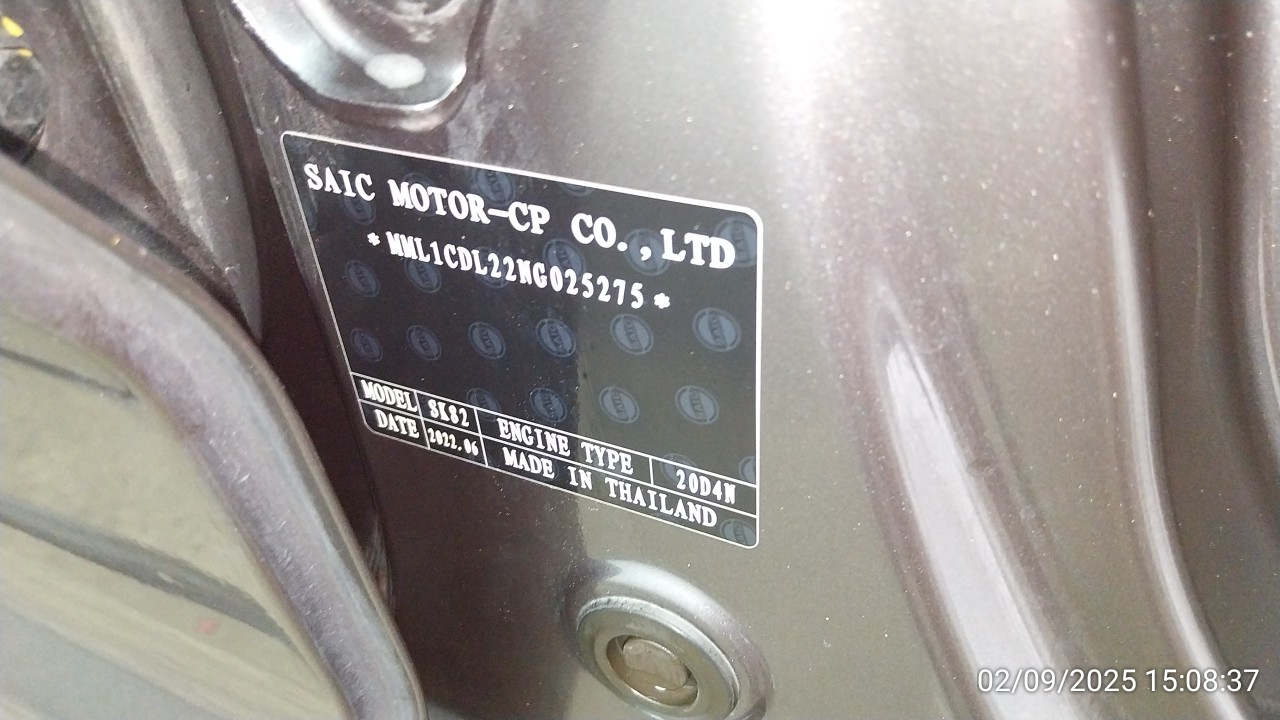 SAIC MOTOR-CP CO.,LTD
*MML1CDL22NG025275*
MODEL SK82 ENGINE TYPE 20D4N
DATE 2022.06 MADE IN THAILAND
02/09/2025 15:08:37